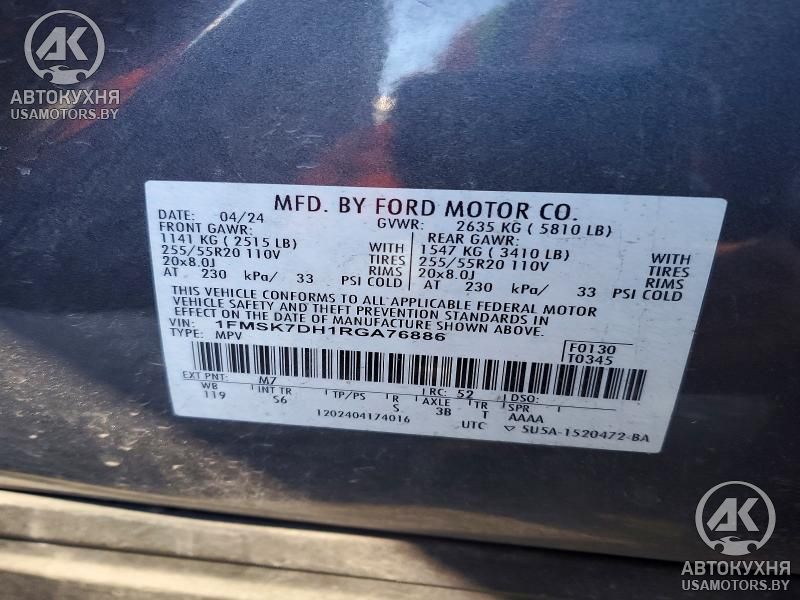 АК
АВТОКУХНЯ
USAMOTORS.BY
MFD. BY FORD MOTOR CO.
DATE: 04/24 GVWR: 2635 KG ( 5810 LB)
FRONT GAWR: REAR GAWR:
1141 KG ( 2515 LB) WITH 1547 KG ( 3410 LB) WITH
255/55R20 110V TIRES 255/55R20 110V TIRES
20x8.0J RIMS 20x8.0J RIMS
AT 230 kPa/ 33 PSI COLD AT 230 kPa/ 33 PSI COLD
THIS VEHICLE CONFORMS TO ALL APPLICABLE FEDERAL MOTOR
VEHICLE SAFETY AND THEFT PREVENTION STANDARDS IN
EFFECT ON THE DATE OF MANUFACTURE SHOWN ABOVE.
VIN: 1FMSK7DH1RGA76886
TYPE: MPV
F0130
T0345
EXT PNT: M7 RC: 52 DSO:
WB INT TR TP/PS R AXLE TR SPR
119 S6 S 3B T AAAA
1202404174016 UTC ▽ SU5A-1520472-BA
АК
АВТОКУХНЯ
USAMOTORS.BY